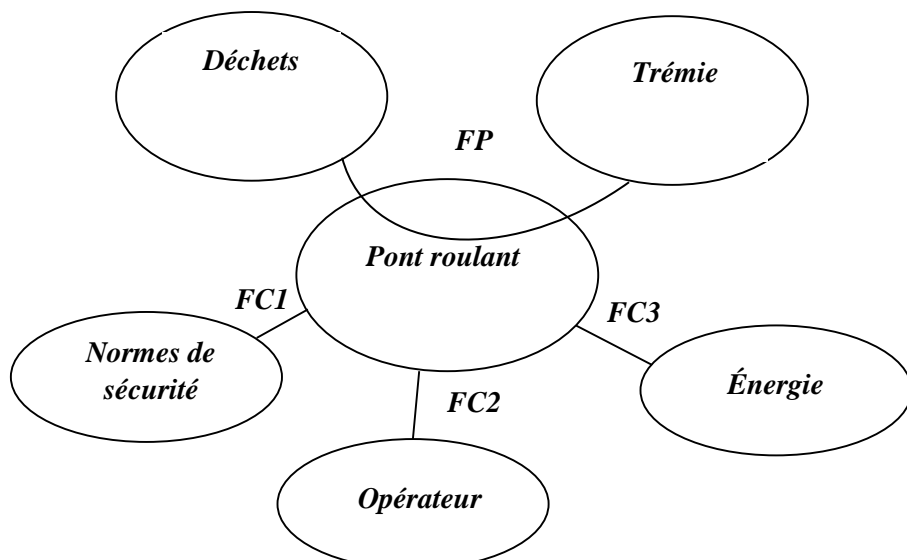 Déchets
Trémie
FP
Pont roulant
FC1
FC3
Normes de
sécurité
Énergie
FC2
Opérateur